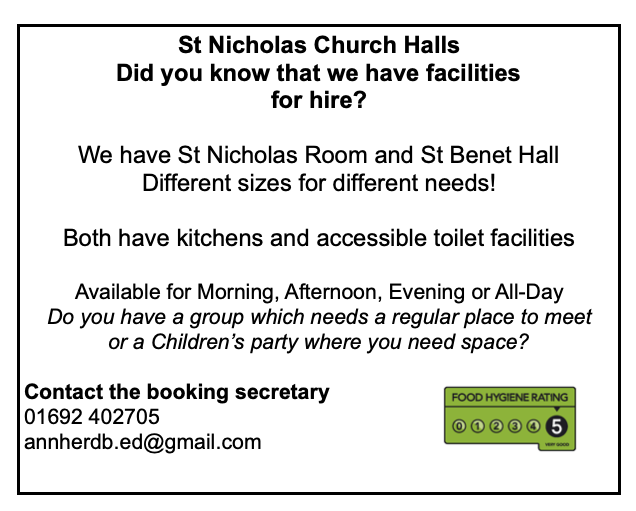 St Nicholas Church Halls
Did you know that we have facilities
for hire?
We have St Nicholas Room and St Benet Hall
Different sizes for different needs!
Both have kitchens and accessible toilet facilities
Available for Morning, Afternoon, Evening or All-Day
Do you have a group which needs a regular place to meet
or a Children's party where you need space?
Contact the booking secretary
01692 402705
annherdb.ed@gmail.com
FOOD HYGIENE RATING
0 1 2 3 4 5
VERY GOOD